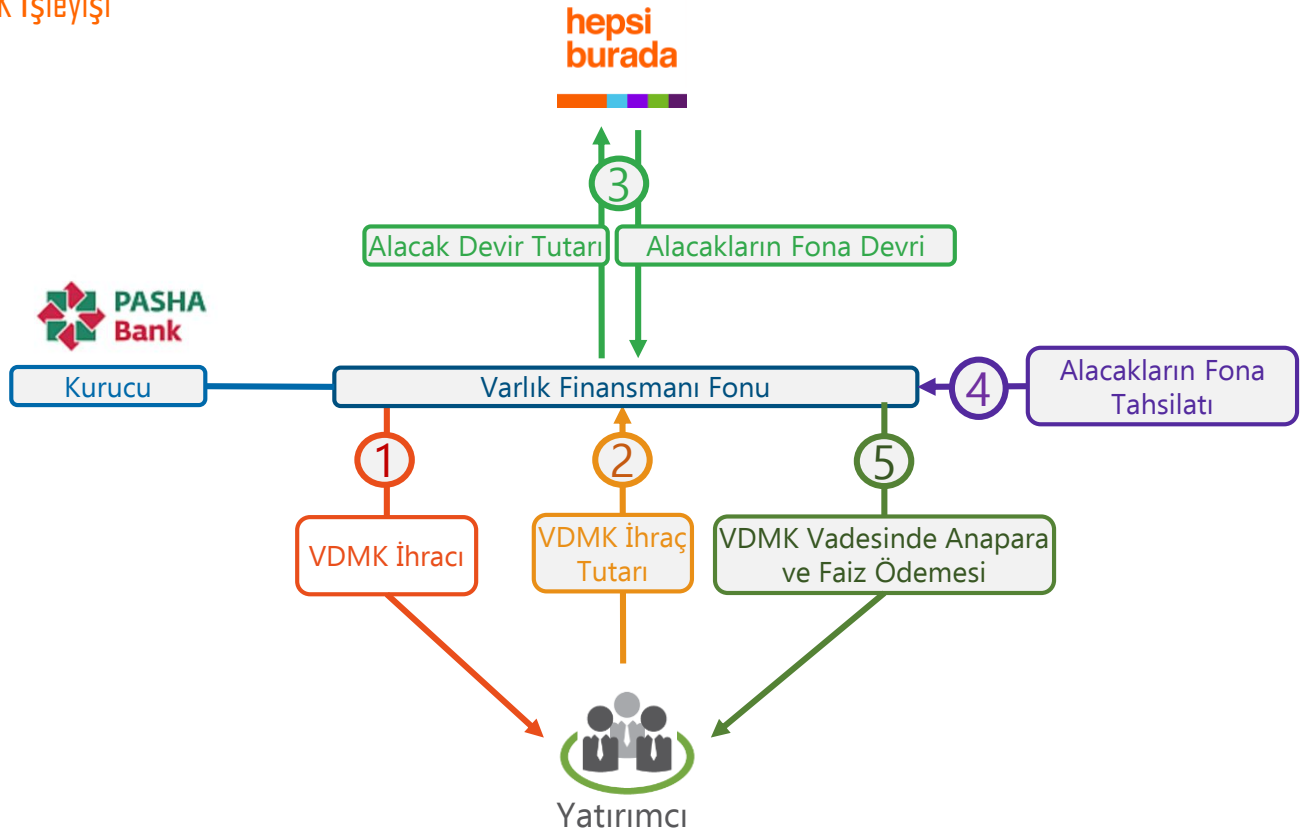 K İşleyişi
hepsi
burada
3
Alacak Devir Tutarı
Alacakların Fona Devri
PASHA
Bank
Kurucu
Varlık Finansmanı Fonu
4
Alacakların Fona
Tahsilatı
1
2
5
VDMK İhracı
VDMK İhraç
Tutarı
VDMK Vadesinde Anapara
ve Faiz Ödemesi
Yatırımcı